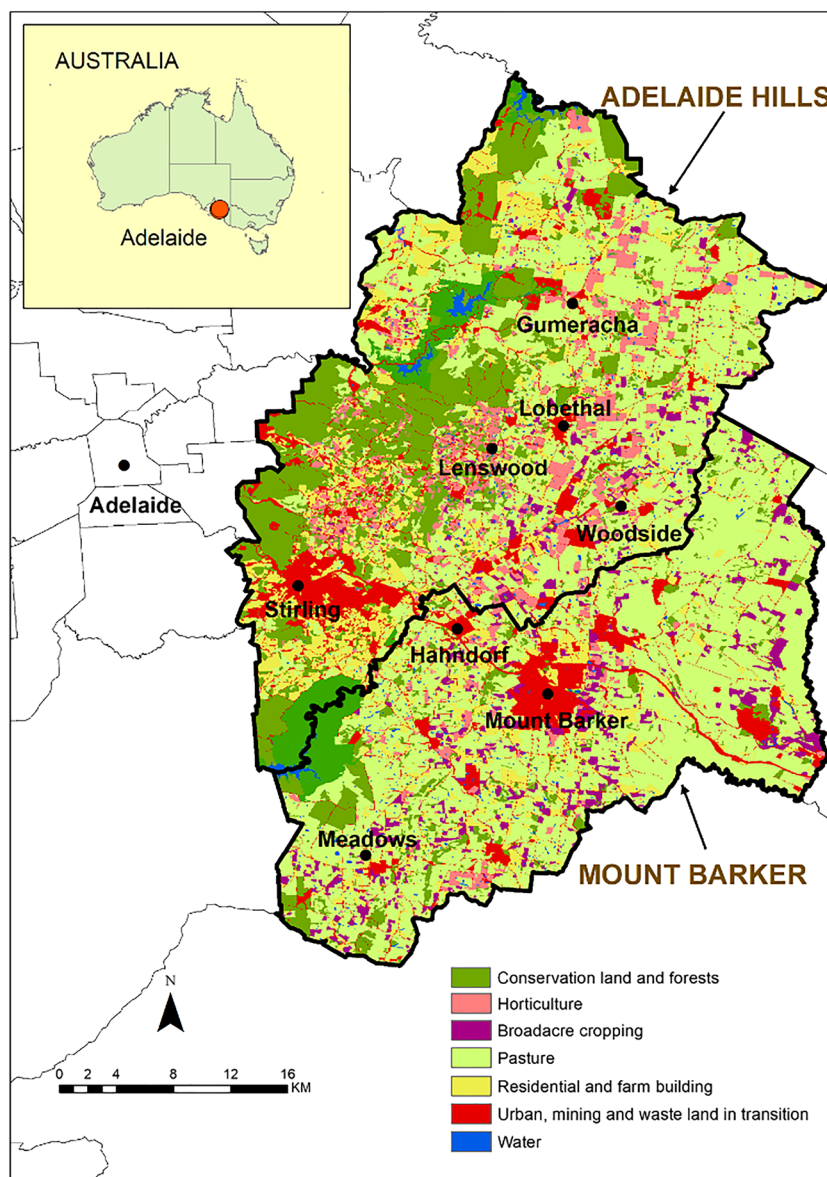 AUSTRALIA
Adelaide
ADELAIDE HILLS
Gumeracha
Lobethal
Lenswood
Adelaide
Woodside
Stirling
Hahndorf
Mount Barker
Meadows
MOUNT BARKER
N
0 2 4 8 12 16
KM
Conservation land and forests
Horticulture
Broadacre cropping
Pasture
Residential and farm building
Urban, mining and waste land in transition
Water